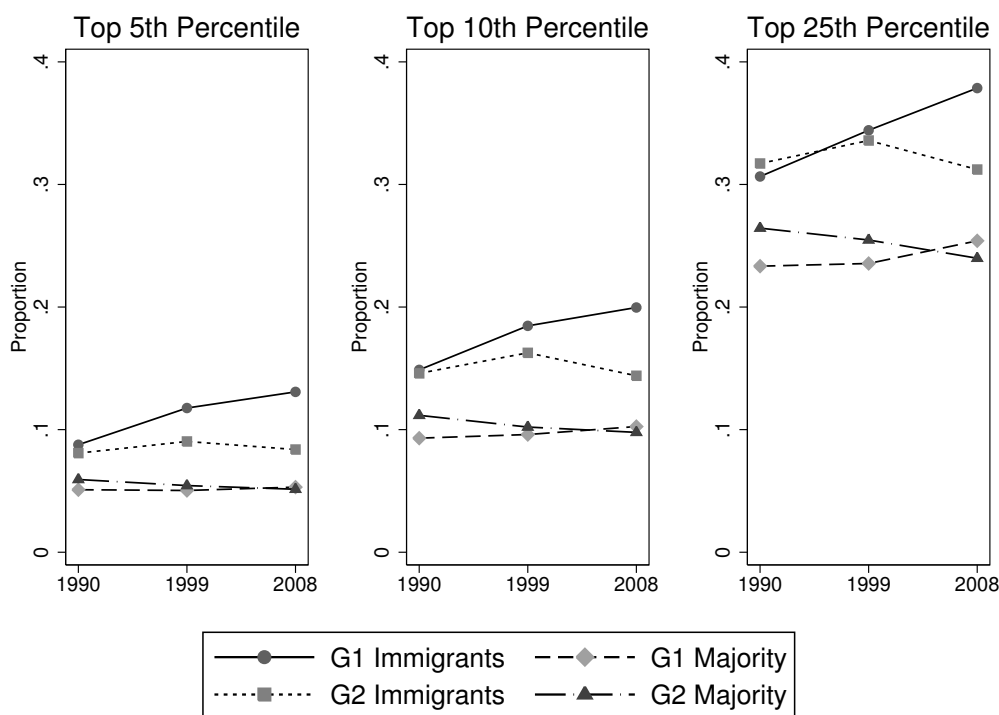 Top 5th Percentile
.4
.3
.2
.1
0
Proportion
1990 1999 2008
Top 10th Percentile
.4
.3
.2
.1
0
Proportion
1990 1999 2008
Top 25th Percentile
.4
.3
.2
.1
0
Proportion
1990 1999 2008
G1 Immigrants G1 Majority
G2 Immigrants G2 Majority